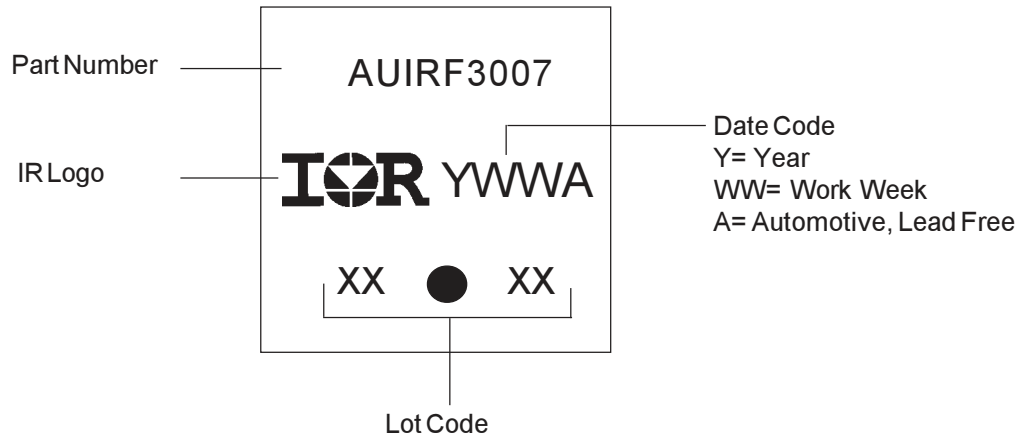 Part Number
AUIRF3007
IR Logo
IOR YWWA
Date Code
Y= Year
WW= Work Week
A= Automotive, Lead Free
XX XX
Lot Code